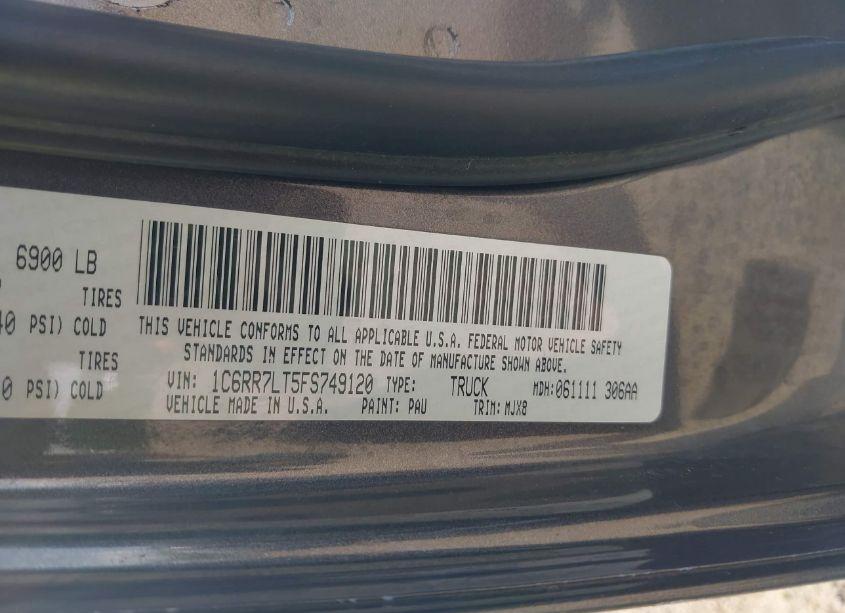 6900 LB
TIRES
40 PSI) COLD
TIRES
0 PSI) COLD
THIS VEHICLE CONFORMS TO ALL APPLICABLE U.S.A. FEDERAL MOTOR VEHICLE SAFETY
STANDARDS IN EFFECT ON THE DATE OF MANUFACTURE SHOWN ABOVE.
VIN: 1C6RR7LT5FS749120 TYPE: TRUCK MDH:061111 306AA
VEHICLE MADE IN U.S.A. PAINT: PAU TRIM: MJX8